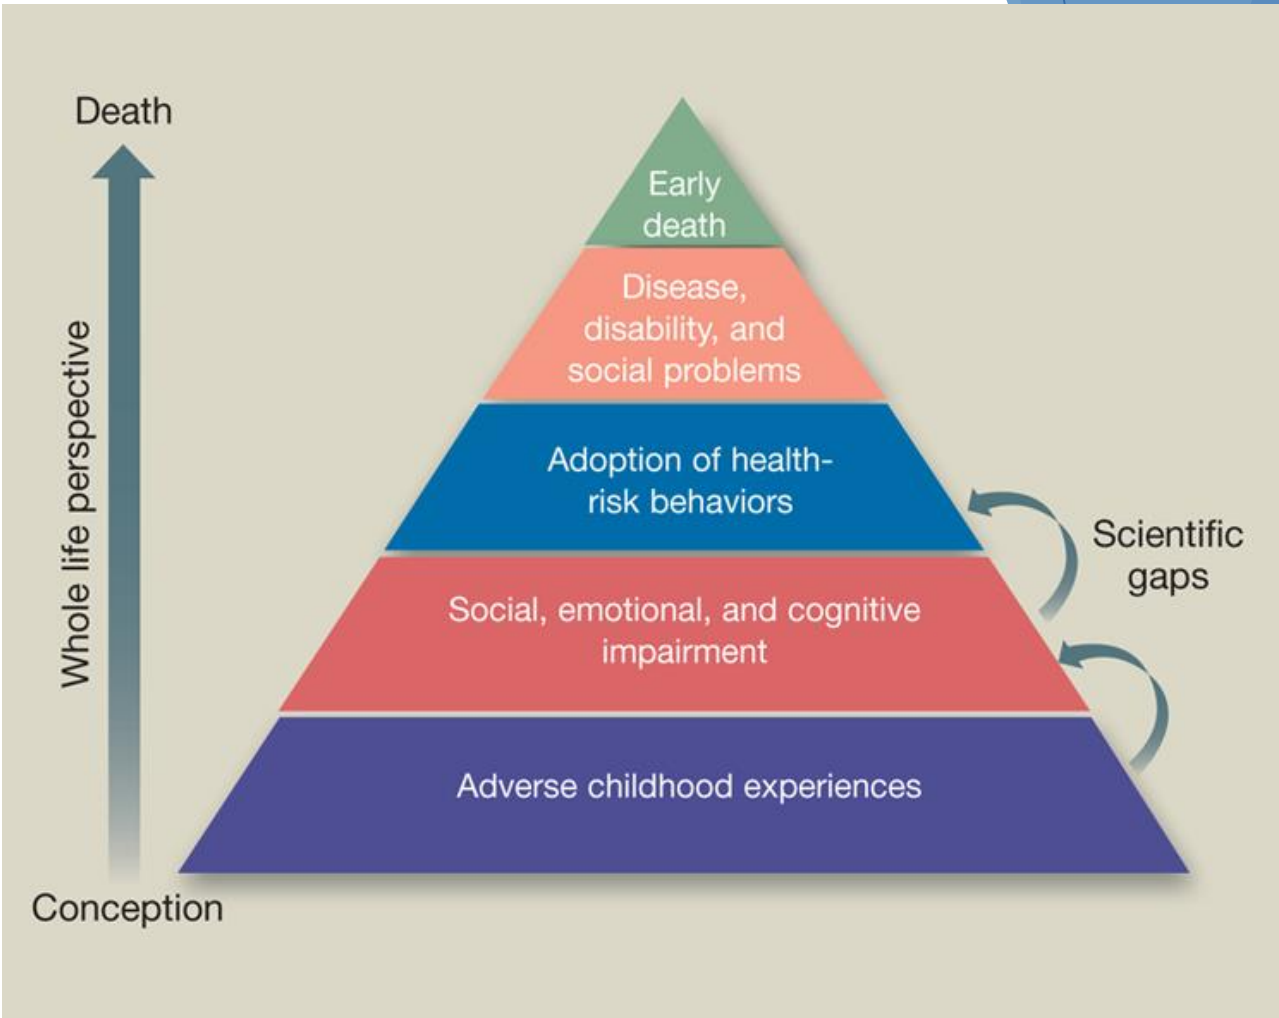 Death
Early
death
Disease,
disability, and
social problems
Whole life perspective
Adoption of health-
risk behaviors
Scientific
gaps
Social, emotional, and cognitive
impairment
Adverse childhood experiences
Conception